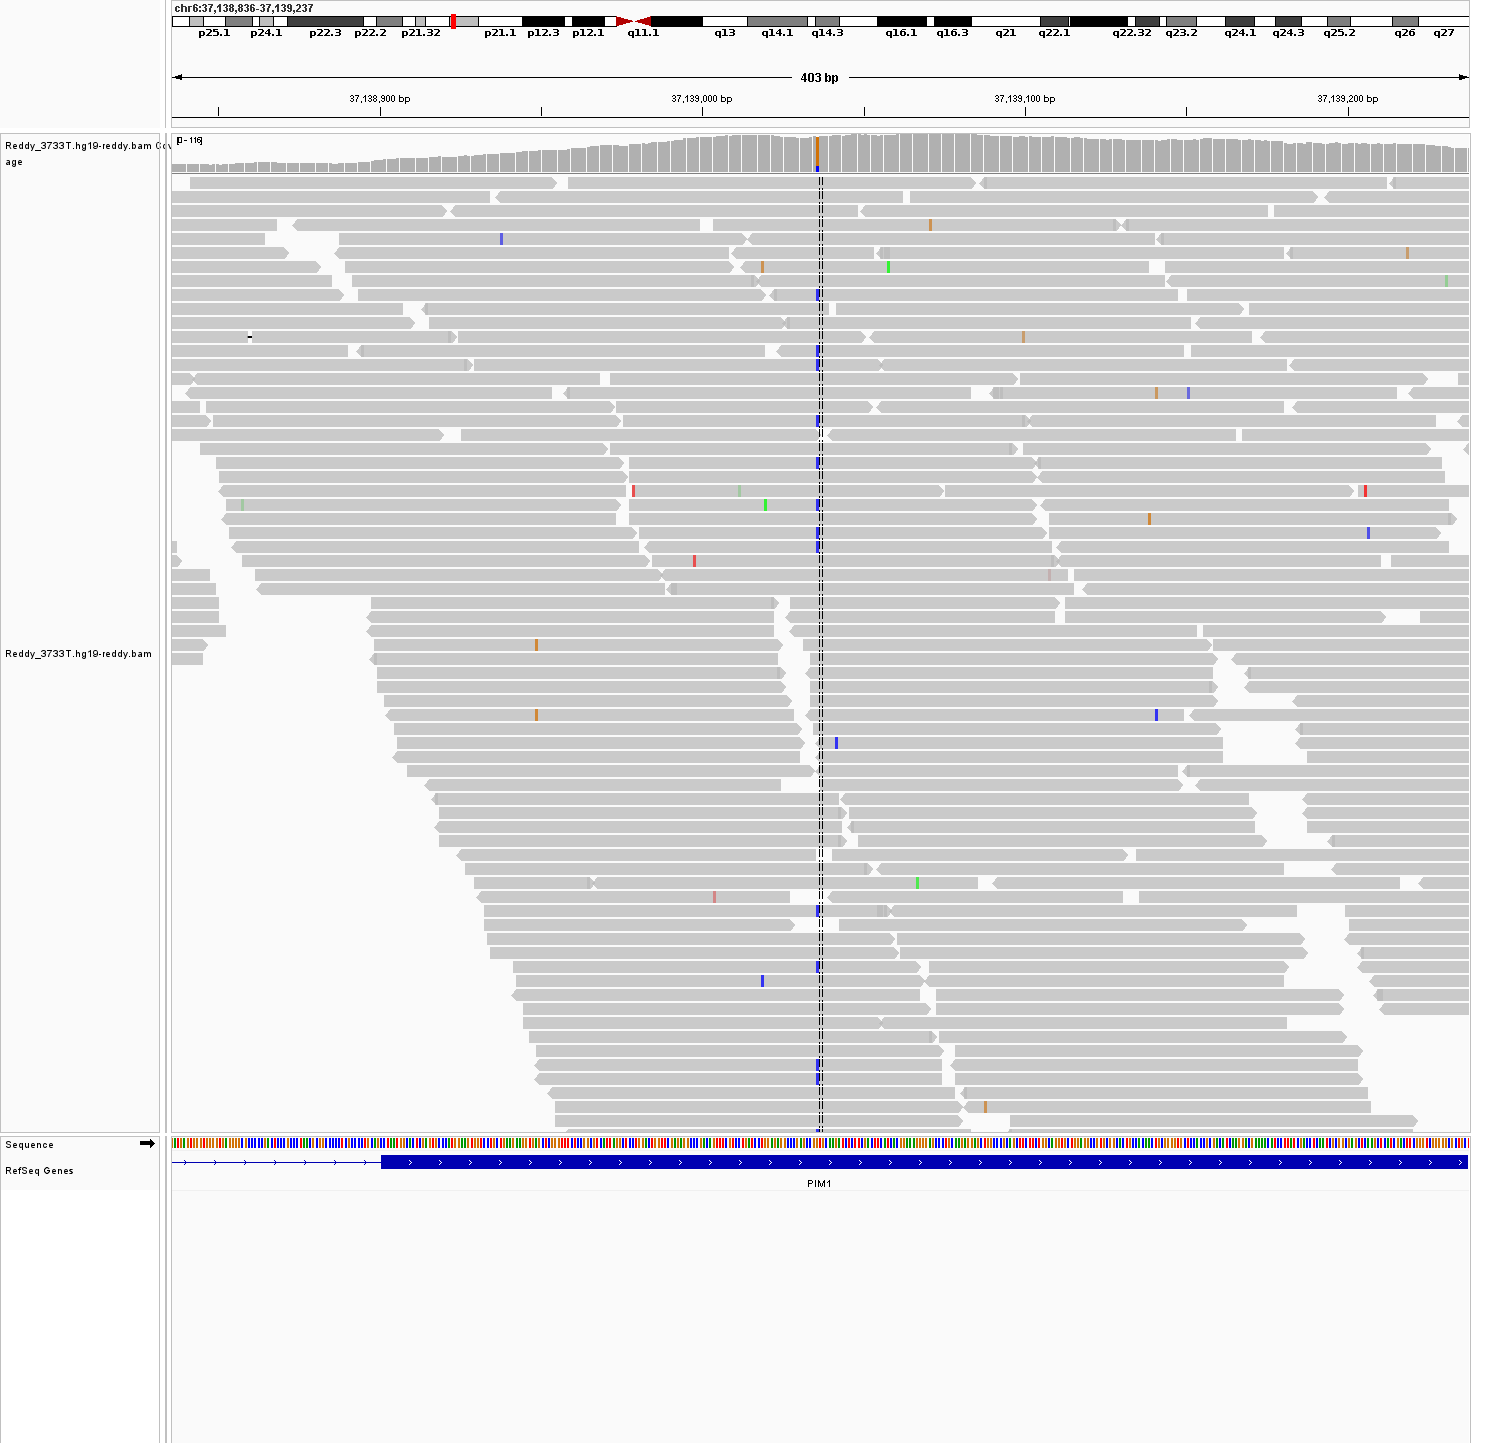 chr6:37,138,836-37,139,237
p25.1 p24.1 p22.3 p22.2 p21.32 p21.1 p12.3 p12.1 q11.1 q13 q14.1 q14.3 q16.1 q16.3 q21 q22.1 q22.32 q23.2 q24.1 q24.3 q25.2 q26 q27
403 bp
37,138,900 bp 37,139,000 bp 37,139,100 bp 37,139,200 bp
[0 - 116]
Reddy_3733T.hg19-reddy.bam Cov
age
Reddy_3733T.hg19-reddy.bam
Sequence
RefSeq Genes
PIM1